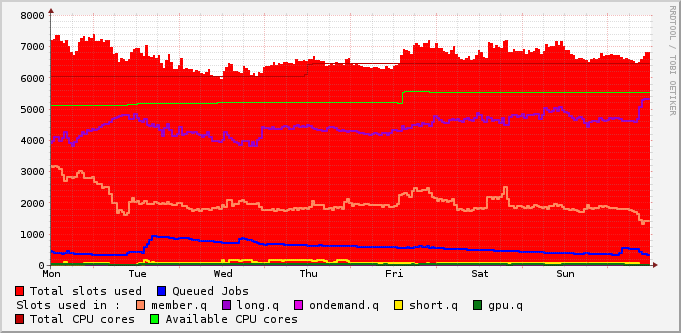 8000
7000
6000
5000
4000
3000
2000
1000
0
Mon Tue Wed Thu Fri Sat Sun
Total slots used Queued Jobs
Slots used in : member.q long.q ondemand.q short.q gpu.q
Total CPU cores Available CPU cores
RRDTOOL / TOBI OETIKER